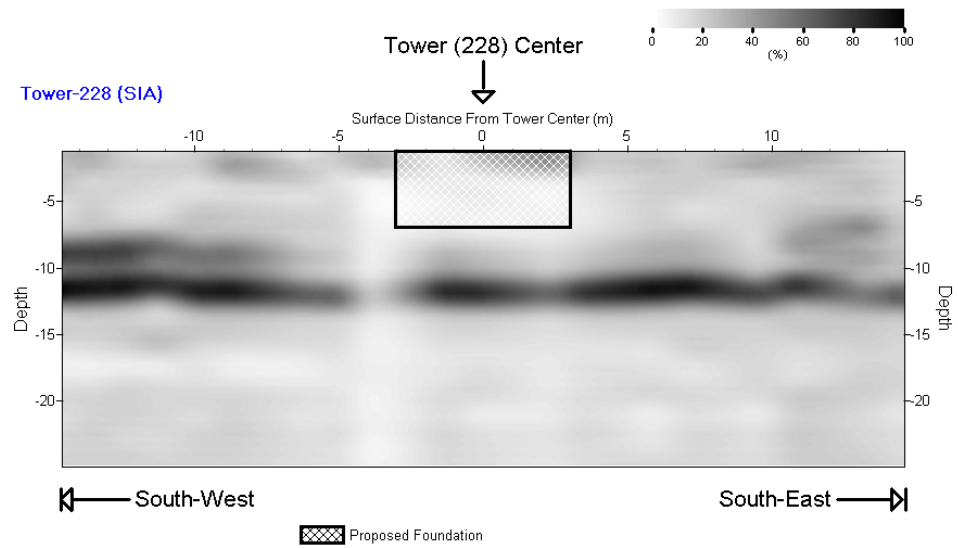 0 20 40 60 80 100
(%)
Tower (228) Center
Tower-228 (SIA)
Surface Distance From Tower Center (m)
-10 -5 0 5 10
-5 -5
-10 -10
-15 -15
-20 -20
Depth Depth
South-West South-East
Proposed Foundation